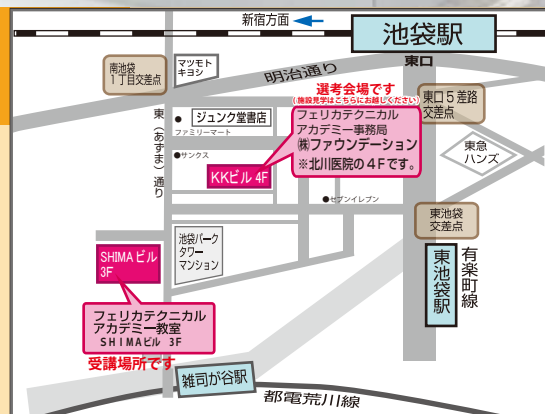 新宿方面
池袋駅
東口
マツモト
キヨシ
南池袋
1丁目交差点
明治通り
選考会場です
(施設見学はこちらにお越しください)
東口5差路
交差点
ジュンク堂書店
ファミリーマート
フェリカテクニカル
アカデミー事務局
㈱ファウンデーション
※北川医院の4Fです。
東急
ハンズ
東(あずま)通り
サンクス
KKビル 4F
セブンイレブン
東池袋
交差点
池袋パーク
タワー
マンション
SHIMA ビル
3F
東池袋駅
有楽町線
フェリカテクニカル
アカデミー教室
SHIMAビル 3F
受講場所です
雑司が谷駅
都電荒川線